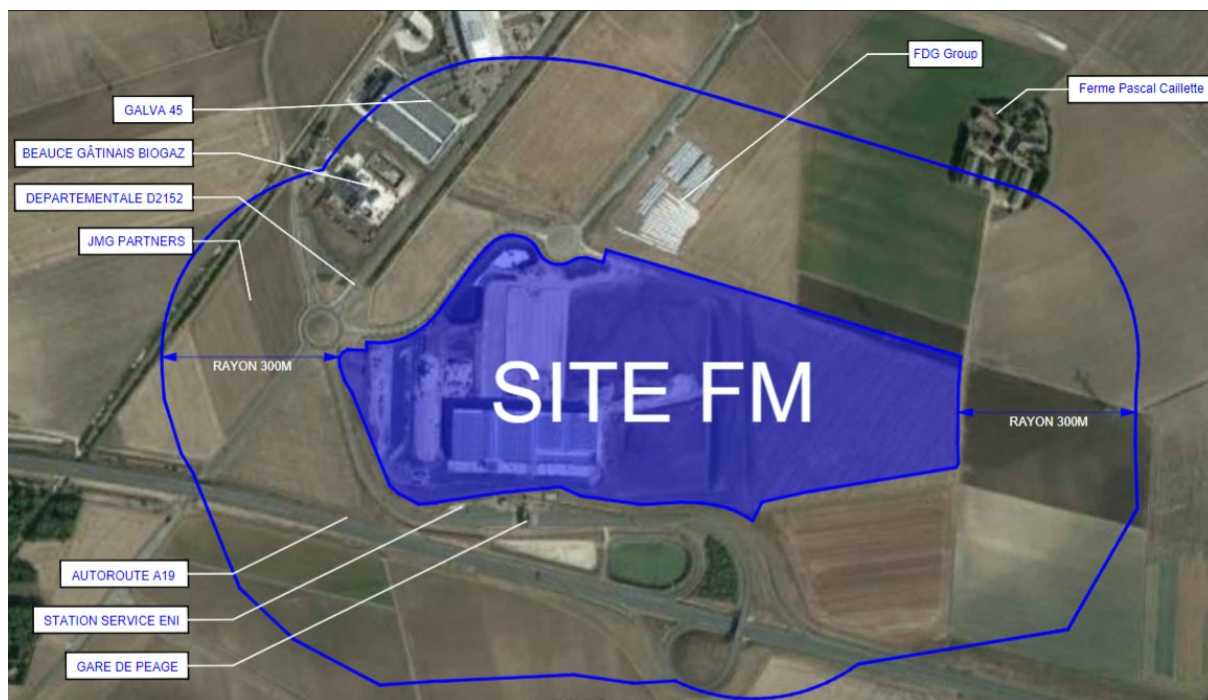 FDG Group
Ferme Pascal Caillette
GALVA 45
BEAUCE GÂTINAIS BIOGAZ
DEPARTEMENTALE D2152
JMG PARTNERS
RAYON 300M
SITE FM
RAYON 300M
AUTOROUTE A19
STATION SERVICE ENI
GARE DE PEAGE